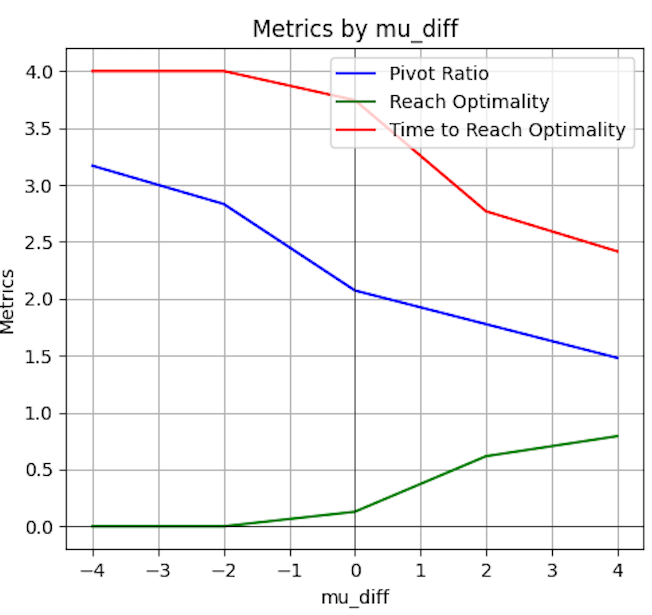 Metrics by mu_diff
Pivot Ratio
Reach Optimality
Time to Reach Optimality
Metrics
4.0
3.5
3.0
2.5
2.0
1.5
1.0
0.5
0.0
−4 −3 −2 −1 0 1 2 3 4
mu_diff